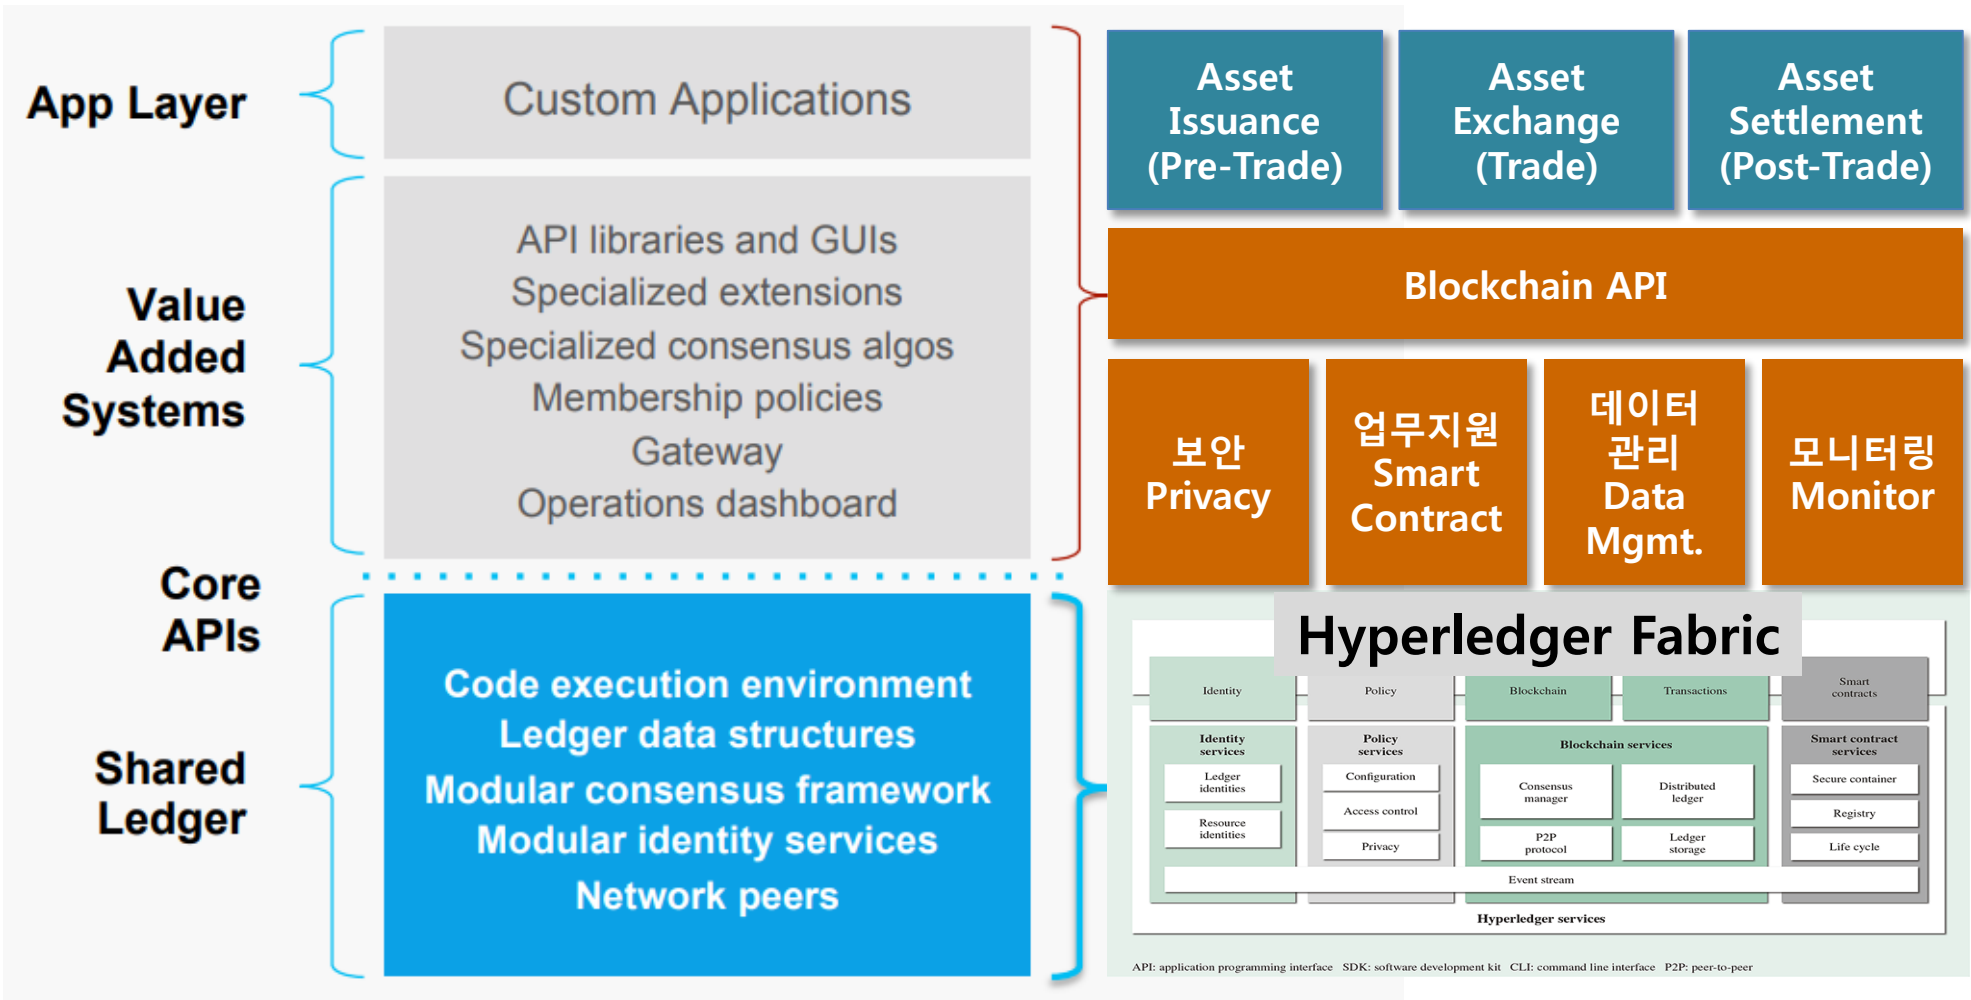 App Layer
Custom Applications
Value
Added
Systems
API libraries and GUIs
Specialized extensions
Specialized consensus algos
Membership policies
Gateway
Operations dashboard
Core
APIs
Shared
Ledger
Code execution environment
Ledger data structures
Modular consensus framework
Modular identity services
Network peers
Asset
Issuance
(Pre-Trade)
Asset
Exchange
(Trade)
Asset
Settlement
(Post-Trade)
Blockchain API
보안
Privacy
업무지원
Smart
Contract
데이터
관리
Data
Mgmt.
모니터링
Monitor
Hyperledger Fabric
Identity
Policy
Blockchain
Transactions
Smart
contracts
Identity
services
Ledger
identities
Resource
identities
Policy
services
Configuration
Access control
Privacy
Blockchain services
Consensus
manager
Distributed
ledger
P2P
protocol
Ledger
storage
Smart contract
services
Secure container
Registry
Life cycle
Event stream
Hyperledger services
API: application programming interface SDK: software development kit CLI: command line interface P2P: peer-to-peer